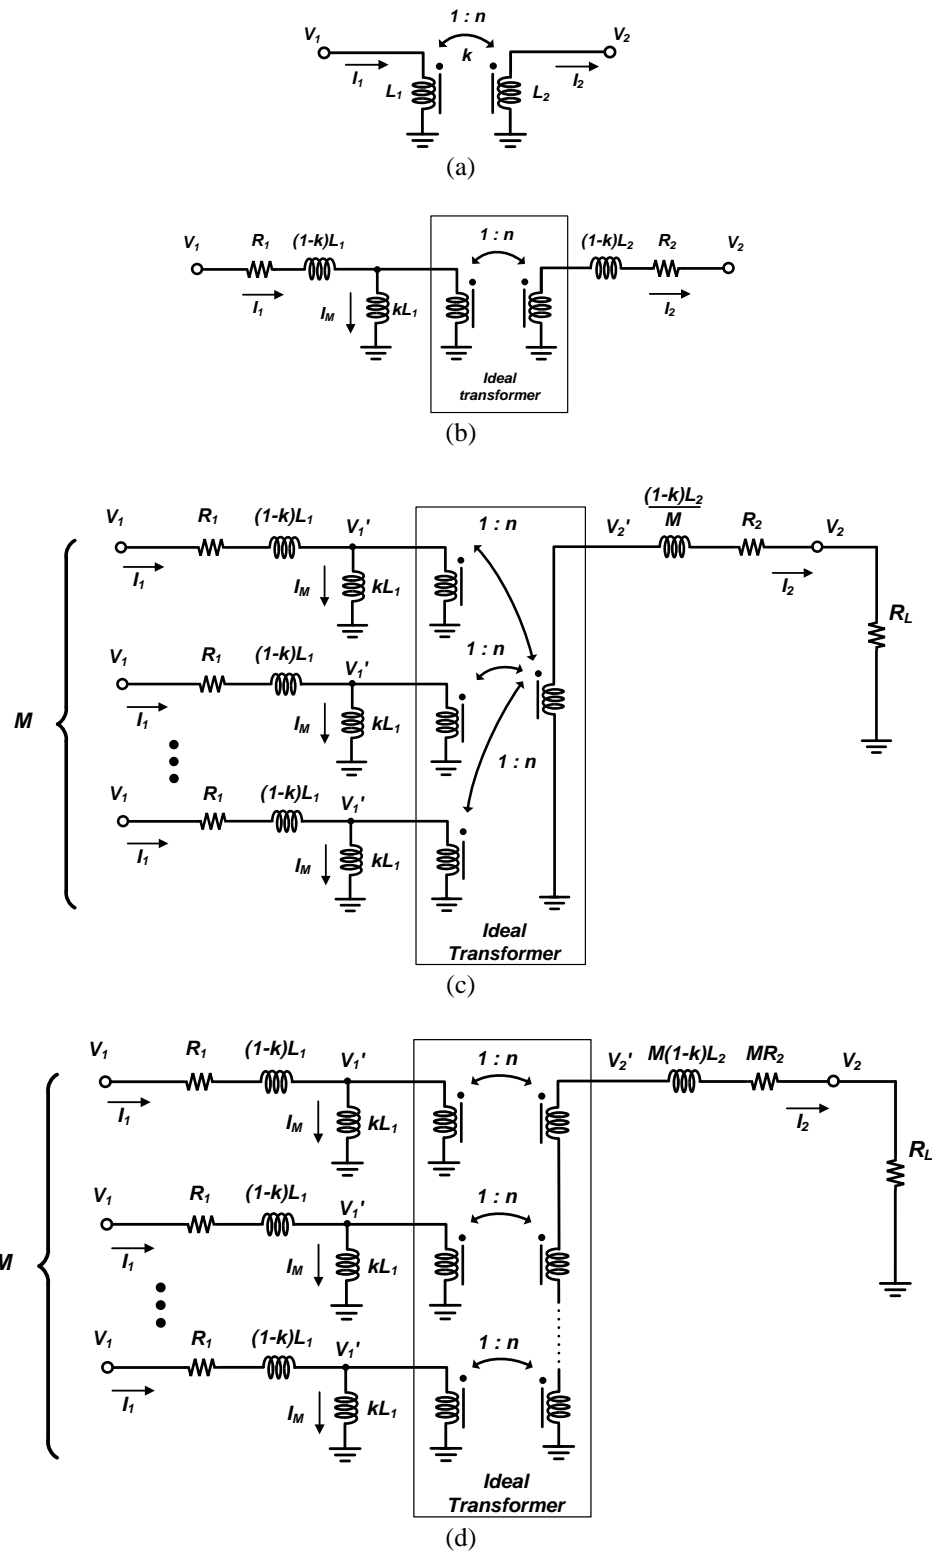 1 : n
V1 k V2
I1 L1 L2 I2
(a)
V1 R1 (1-k)L1 1 : n (1-k)L2 R2 V2
I1 IM kL1 I2
Ideal
transformer
(b)
(1-k)L2
V1 R1 (1-k)L1 V1' 1 : n V2' M R2 V2
I1 IM kL1 I2
RL
V1 R1 (1-k)L1 V1' 1 : n
I1 IM kL1
M
1 : n
V1 R1 (1-k)L1 V1'
I1 IM kL1
Ideal
Transformer
(c)
V1 R1 (1-k)L1 V1' 1 : n V2' M(1-k)L2 MR2 V2
I1 IM kL1 I2
RL
V1 R1 (1-k)L1 V1' 1 : n
I1 IM kL1
M
V1 R1 (1-k)L1 V1' 1 : n
I1 IM kL1
Ideal
Transformer
(d)